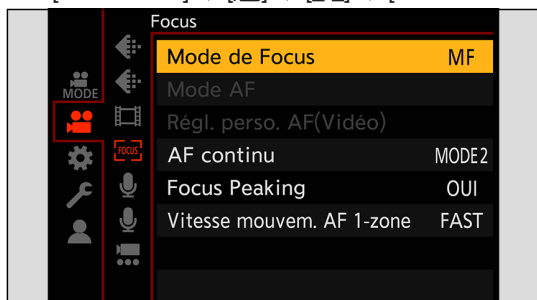 Focus
Mode de Focus MF
Mode AF
Régl. perso. AF(Vidéo)
AF continu MODE2
Focus Peaking OUI
Vitesse mouvem. AF 1-zone FAST
MODE
FOCUS